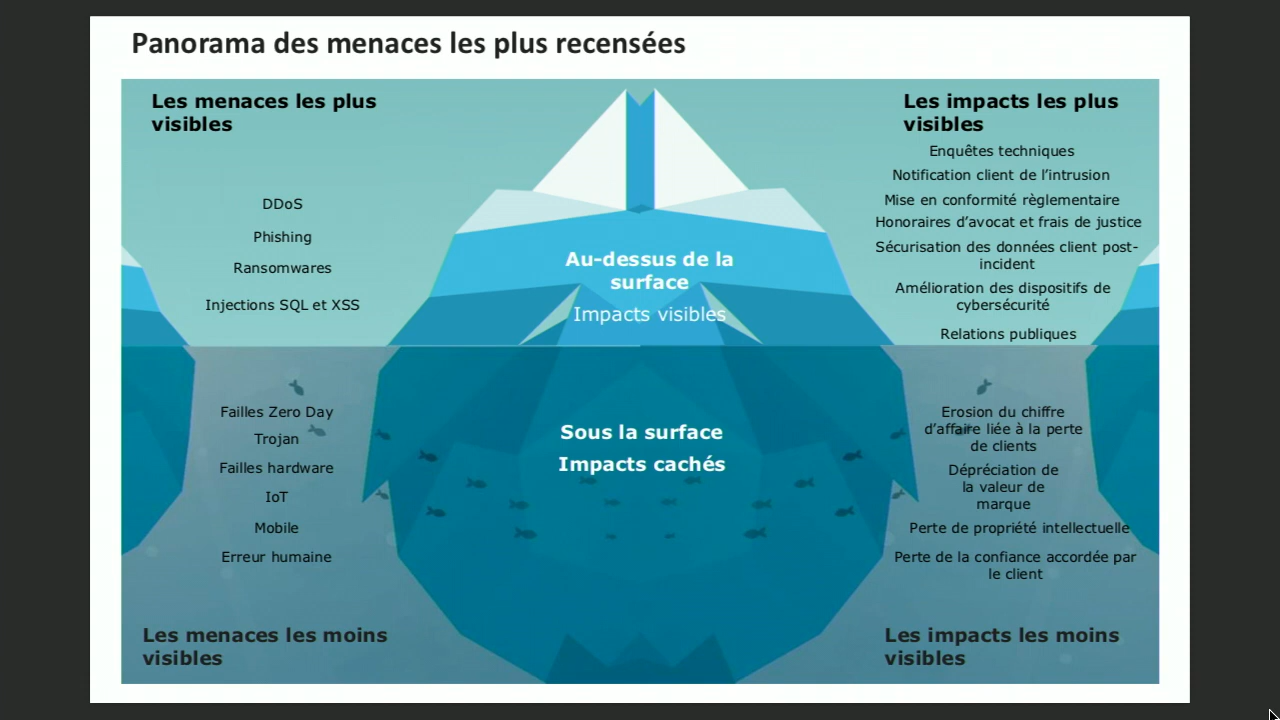 Panorama des menaces les plus recensées
Les menaces les plus
visibles
DDoS
Phishing
Ransomwares
Injections SQL et XSS
Les impacts les plus
visibles
Enquêtes techniques
Notification client de l’intrusion
Mise en conformité règlementaire
Honoraires d’avocat et frais de justice
Sécurisation des données client post-
incident
Amélioration des dispositifs de
cybersécurité
Relations publiques
Au-dessus de la
surface
Impacts visibles
Sous la surface
Impacts cachés
Failles Zero Day
Trojan
Failles hardware
IoT
Mobile
Erreur humaine
Les menaces les moins
visibles
Erosion du chiffre
d’affaire liée à la perte
de clients
Dépréciation de
la valeur de
marque
Perte de propriété intellectuelle
Perte de la confiance accordée par
le client
Les impacts les moins
visibles